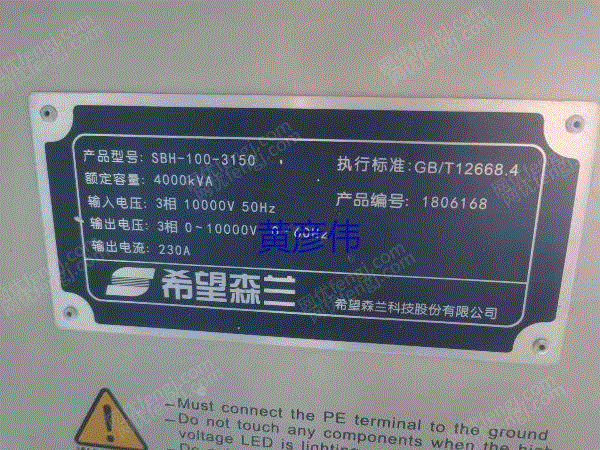 产品型号: SBH-100-3150
执行标准: GB/T12668.4
额定容量: 4000kVA
产品编号: 1806168
输入电压: 3相 10000V 50Hz
输出电压: 3相 0~10000V 0~60Hz
黄彦伟
输出电流: 230A
希望森兰
希望森兰科技股份有限公司
-Must connect the PE terminal to the ground
-Do not touch any components when the high
voltage LED is lighting